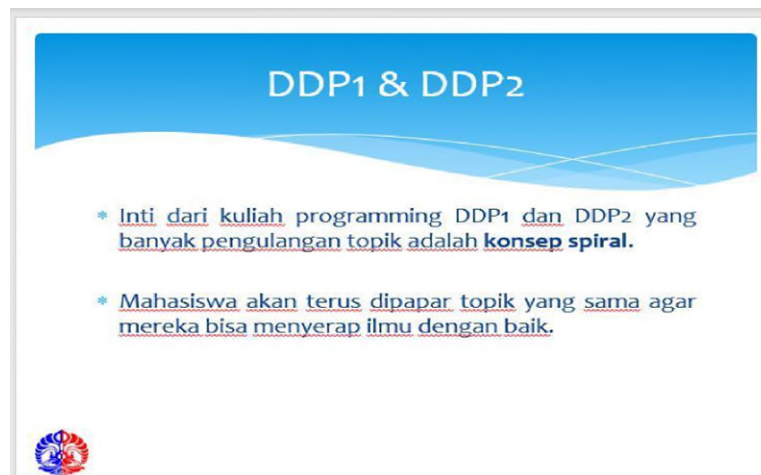 DDP1 & DDP2
* Inti dari kuliah programming DDP1 dan DDP2 yang
banyak pengulangan topik adalah konsep spiral.
* Mahasiswa akan terus dipapar topik yang sama agar
mereka bisa menyerap ilmu dengan baik.